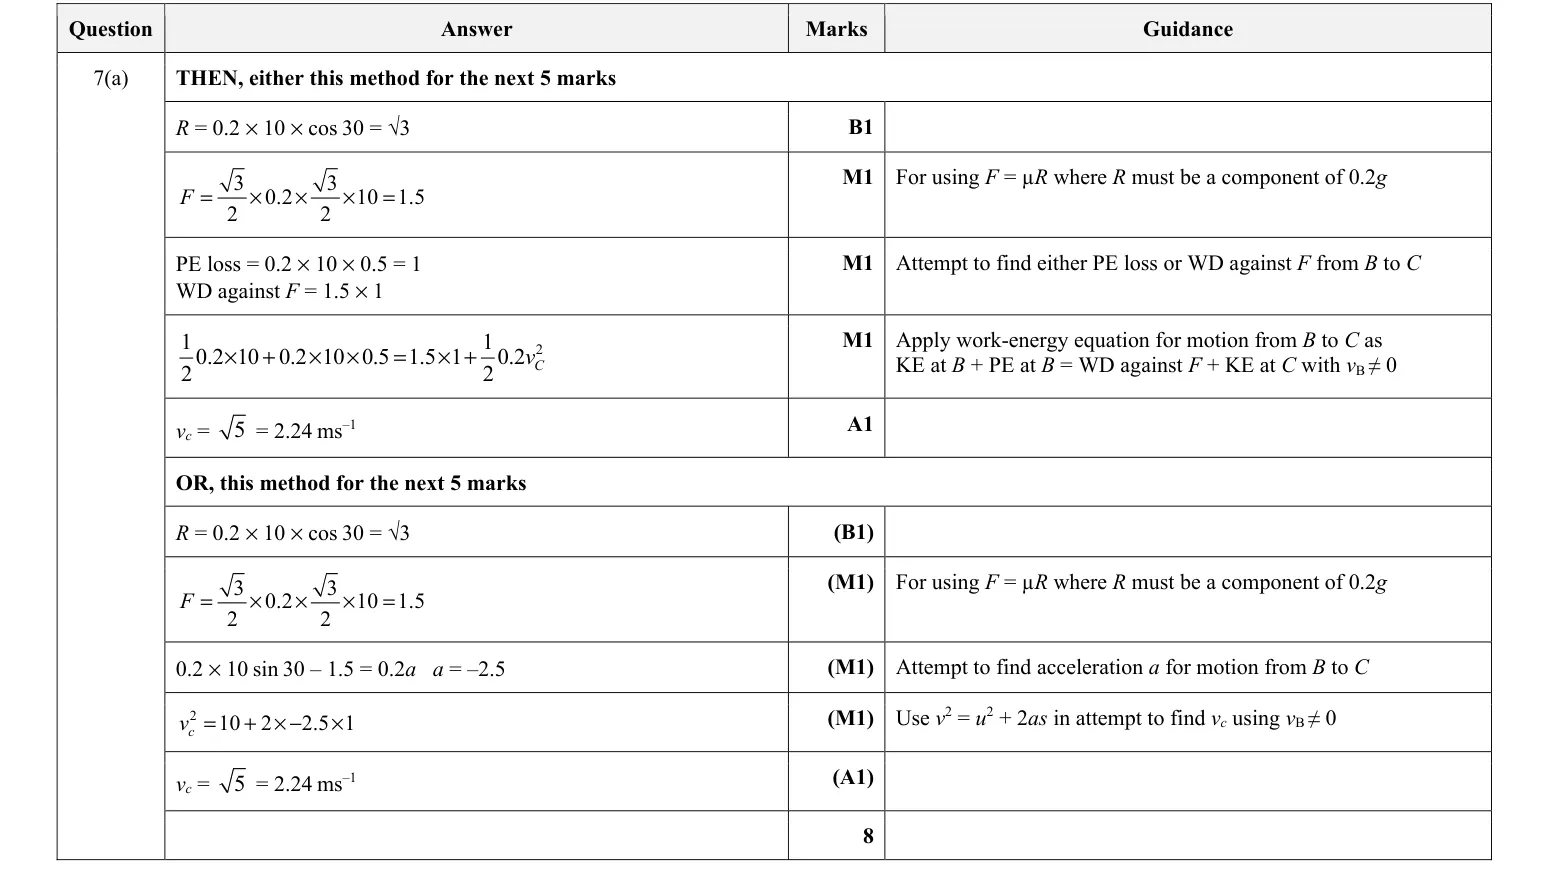 Question Answer Marks Guidance
7(a) THEN, either this method for the next 5 marks
R = 0.2 × 10 × cos 30 = √3 B1
F = √3/2 × 0.2 × √3/2 × 10 = 1.5 M1 For using F = µR where R must be a component of 0.2g
PE loss = 0.2 × 10 × 0.5 = 1 M1 Attempt to find either PE loss or WD against F from B to C
WD against F = 1.5 × 1
1/2 0.2×10 + 0.2×10×0.5 = 1.5×1 + 1/2 0.2v_C^2 M1 Apply work-energy equation for motion from B to C as
KE at B + PE at B = WD against F + KE at C with v_B ≠ 0
v_c = √5 = 2.24 ms^–1 A1
OR, this method for the next 5 marks
R = 0.2 × 10 × cos 30 = √3 (B1)
F = √3/2 × 0.2 × √3/2 × 10 = 1.5 (M1) For using F = µR where R must be a component of 0.2g
0.2 × 10 sin 30 – 1.5 = 0.2a a = –2.5 (M1) Attempt to find acceleration a for motion from B to C
v_c^2 = 10 + 2 × −2.5 × 1 (M1) Use v^2 = u^2 + 2as in attempt to find v_c using v_B ≠ 0
v_c = √5 = 2.24 ms^–1 (A1)
8